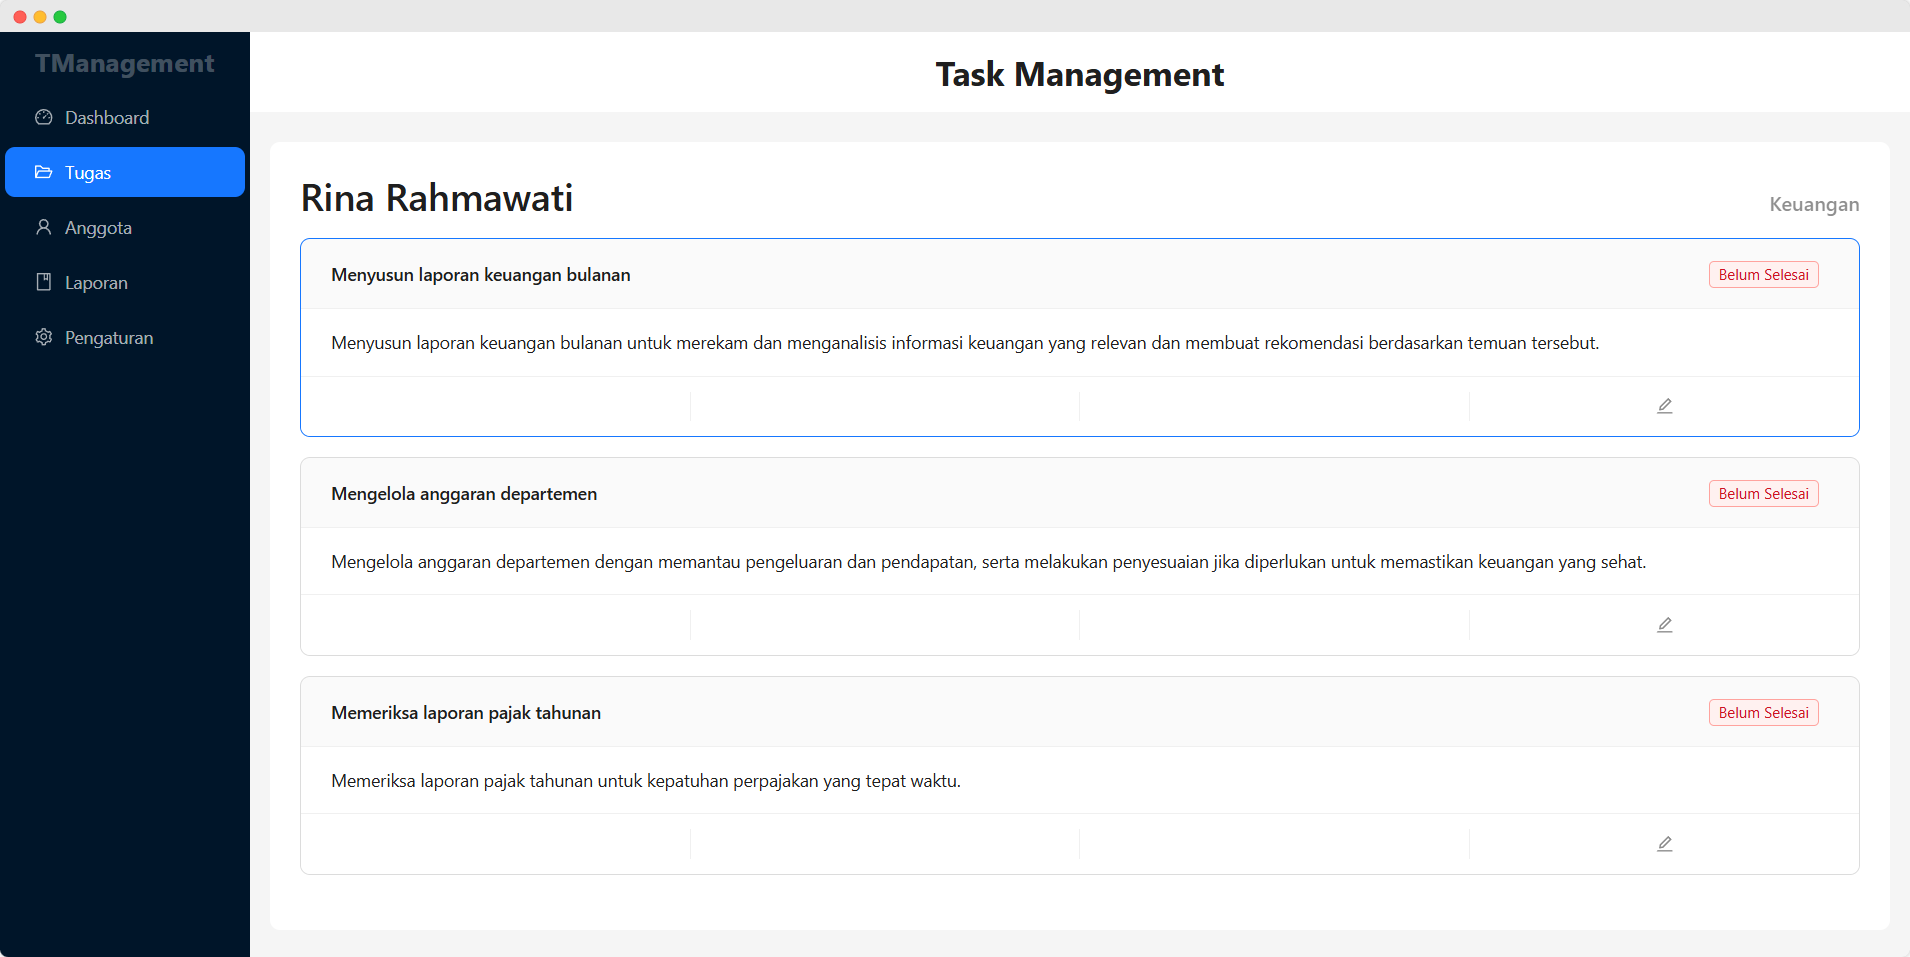 TManagement
Dashboard
Tugas
Anggota
Laporan
Pengaturan
Task Management
Rina Rahmawati
Keuangan
Menyusun laporan keuangan bulanan
Belum Selesai
Menyusun laporan keuangan bulanan untuk merekam dan menganalisis informasi keuangan yang relevan dan membuat rekomendasi berdasarkan temuan tersebut.
Mengelola anggaran departemen
Belum Selesai
Mengelola anggaran departemen dengan memantau pengeluaran dan pendapatan, serta melakukan penyesuaian jika diperlukan untuk memastikan keuangan yang sehat.
Memeriksa laporan pajak tahunan
Belum Selesai
Memeriksa laporan pajak tahunan untuk kepatuhan perpajakan yang tepat waktu.